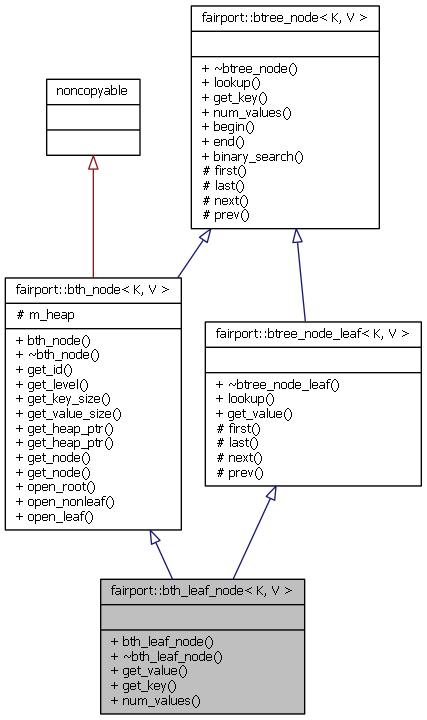 fairport::btree_node< K, V >
+ ~btree_node()
+ lookup()
+ get_key()
+ num_values()
+ begin()
+ end()
+ binary_search()
# first()
# last()
# next()
# prev()
noncopyable
fairport::bth_node< K, V >
# m_heap
+ bth_node()
+ ~bth_node()
+ get_id()
+ get_level()
+ get_key_size()
+ get_value_size()
+ get_heap_ptr()
+ get_heap_ptr()
+ get_node()
+ get_node()
+ open_root()
+ open_nonleaf()
+ open_leaf()
fairport::btree_node_leaf< K, V >
+ ~btree_node_leaf()
+ lookup()
+ get_value()
# first()
# last()
# next()
# prev()
fairport::bth_leaf_node< K, V >
+ bth_leaf_node()
+ ~bth_leaf_node()
+ get_value()
+ get_key()
+ num_values()